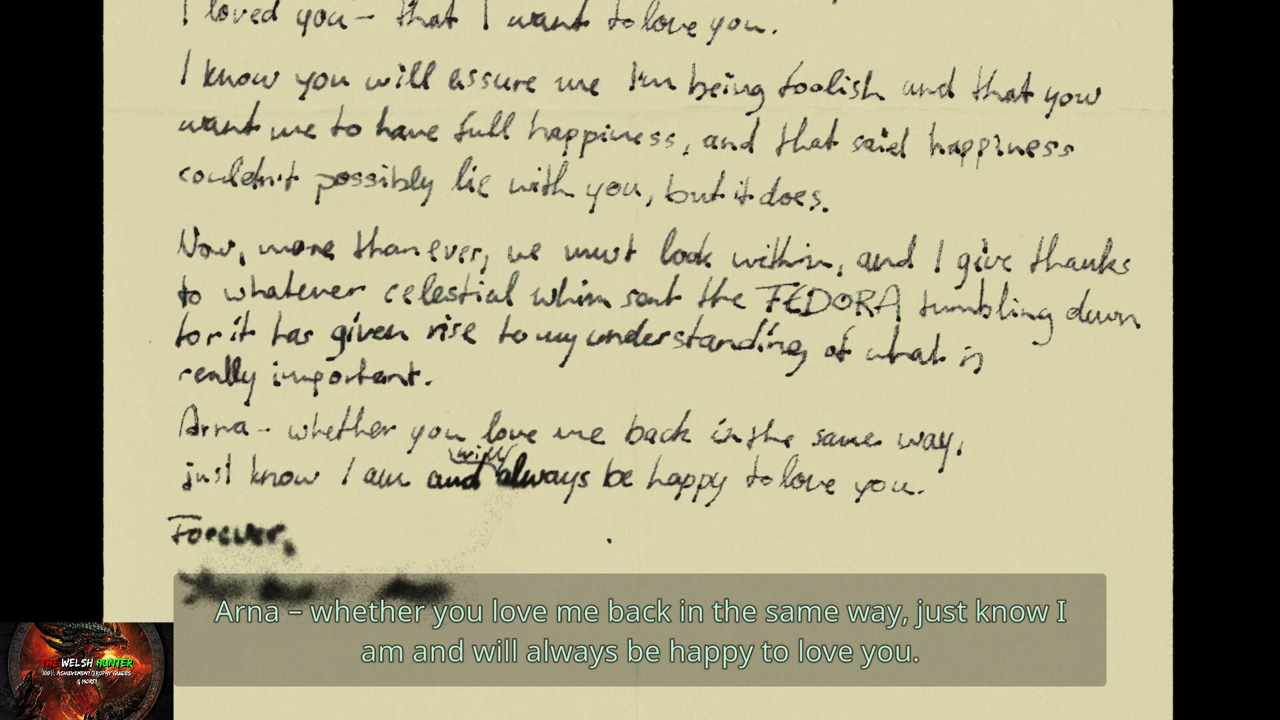 I loved you – that I want to love you.
I know you will assure me I'm being foolish and that you
want me to have full happiness, and that said happiness
couldn't possibly lie with you, but it does.
Now, more than ever, we must look within, and I give thanks
to whatever celestial whim sent the FEDORA tumbling down
for it has given rise to my understanding of what is
really important.
Arna – whether you love me back in the same way,
will
just know I am and always be happy to love you.
Forever,
Arna – whether you love me back in the same way, just know I
am and will always be happy to love you.
THE WELSH HUNTER
100% ACHIEVEMENT/TROPHY GUIDES
& MORE!